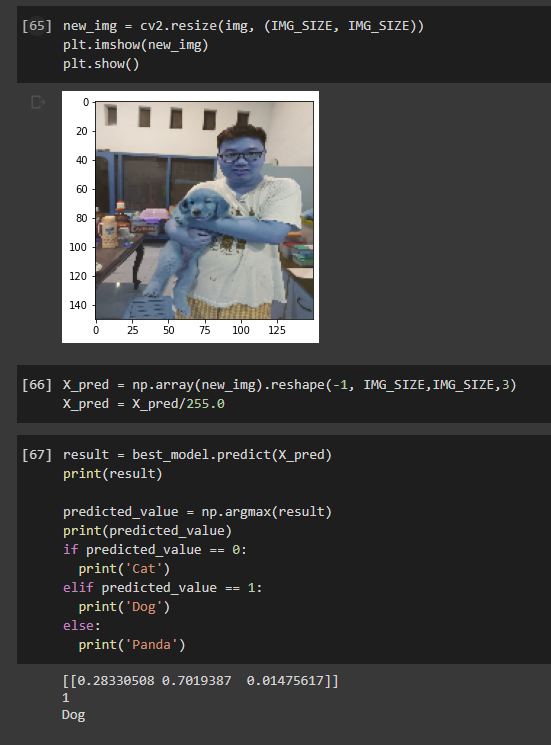 [65] new_img = cv2.resize(img, (IMG_SIZE, IMG_SIZE))
plt.imshow(new_img)
plt.show()
0
20
40
60
80
100
120
140
0 25 50 75 100 125
[66] X_pred = np.array(new_img).reshape(-1, IMG_SIZE,IMG_SIZE,3)
X_pred = X_pred/255.0
[67] result = best_model.predict(X_pred)
print(result)
predicted_value = np.argmax(result)
print(predicted_value)
if predicted_value == 0:
print('Cat')
elif predicted_value == 1:
print('Dog')
else:
print('Panda')
[[0.28330508 0.7019387 0.01475617]]
1
Dog